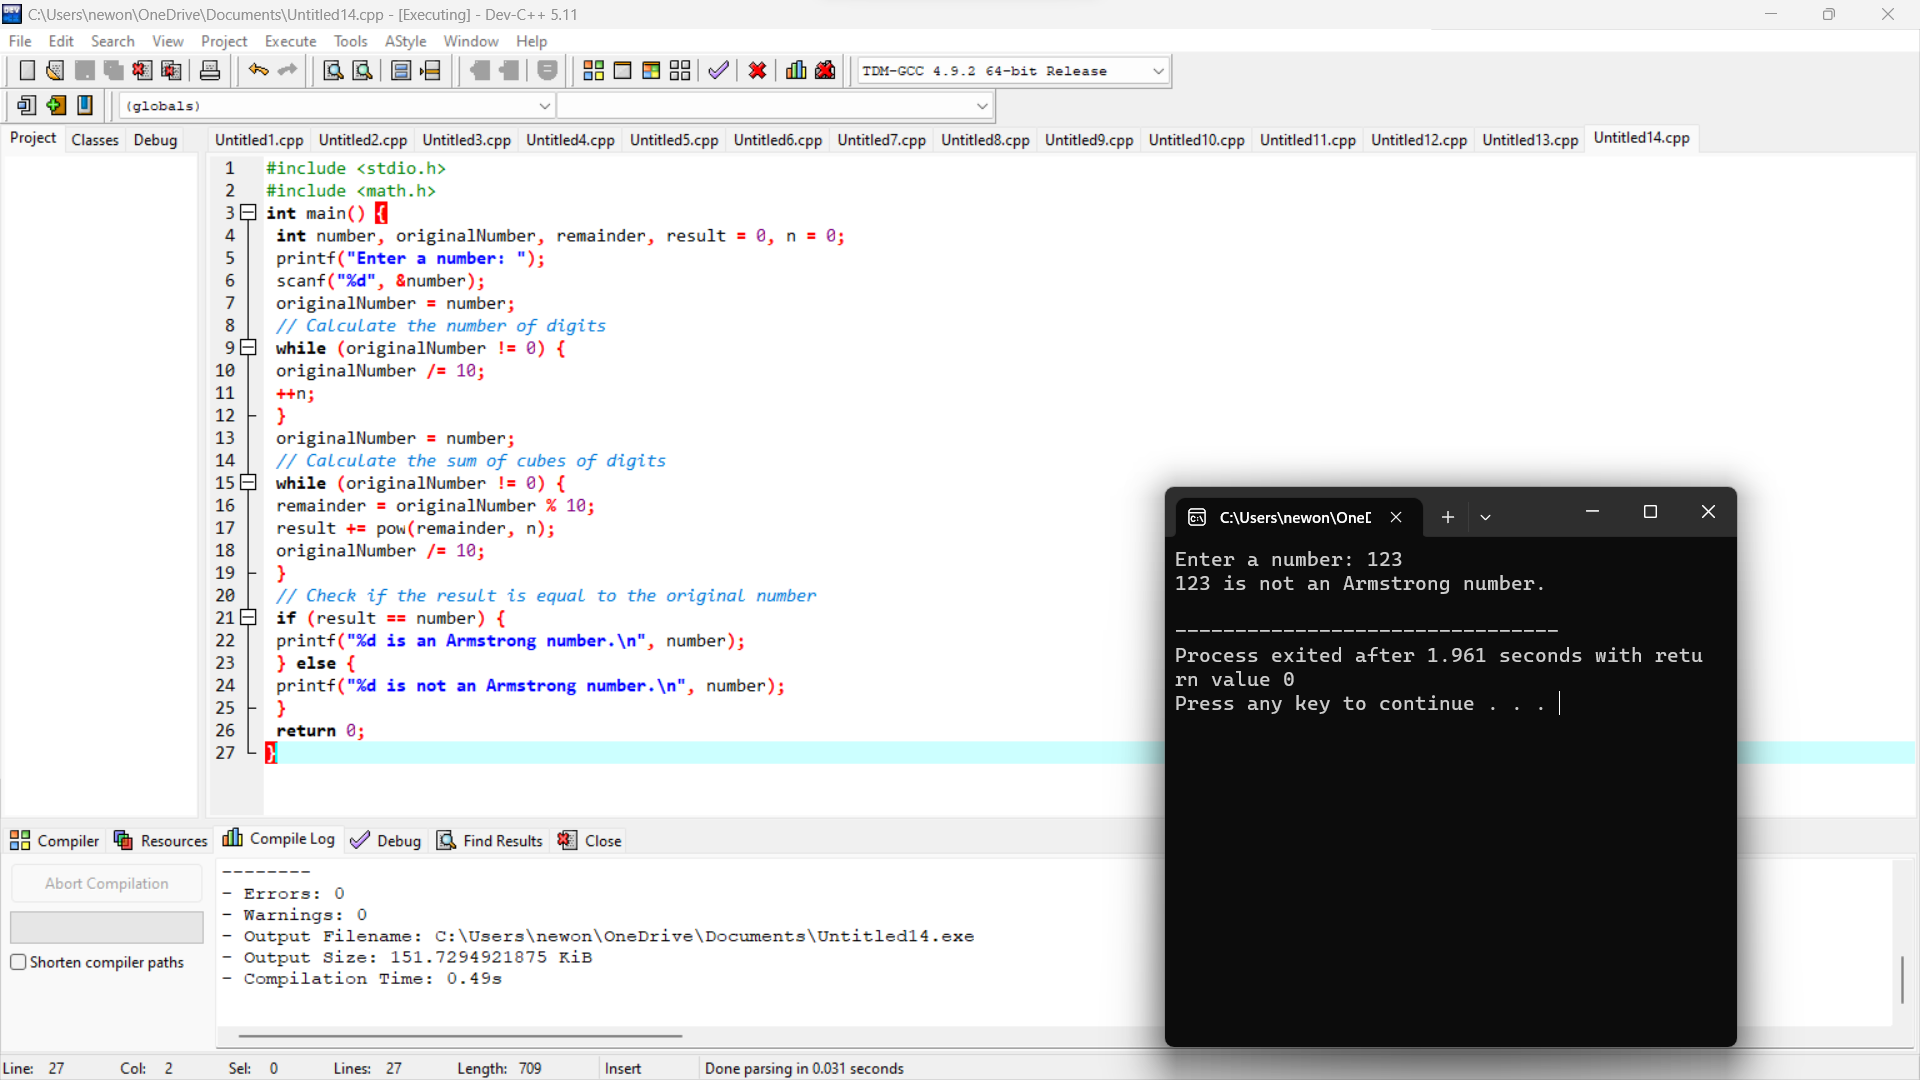 C:\Users\newon\OneDrive\Documents\Untitled14.cpp - [Executing] - Dev-C++ 5.11
File Edit Search View Project Execute Tools AStyle Window Help
TDM-GCC 4.9.2 64-bit Release
(globals)
Project Classes Debug
Untitled1.cpp Untitled2.cpp Untitled3.cpp Untitled4.cpp Untitled5.cpp Untitled6.cpp Untitled7.cpp Untitled8.cpp Untitled9.cpp Untitled10.cpp Untitled11.cpp Untitled12.cpp Untitled13.cpp Untitled14.cpp
1 #include <stdio.h>
2 #include <math.h>
3 int main() {
4 int number, originalNumber, remainder, result = 0, n = 0;
5 printf("Enter a number: ");
6 scanf("%d", &number);
7 originalNumber = number;
8 // Calculate the number of digits
9 while (originalNumber != 0) {
10 originalNumber /= 10;
11 ++n;
12 }
13 originalNumber = number;
14 // Calculate the sum of cubes of digits
15 while (originalNumber != 0) {
16 remainder = originalNumber % 10;
17 result += pow(remainder, n);
18 originalNumber /= 10;
19 }
20 // Check if the result is equal to the original number
21 if (result == number) {
22 printf("%d is an Armstrong number.\n", number);
23 } else {
24 printf("%d is not an Armstrong number.\n", number);
25 }
26 return 0;
27 }
C:\Users\newon\OneD
Enter a number: 123
123 is not an Armstrong number.
--------------------------------
Process exited after 1.961 seconds with retu
rn value 0
Press any key to continue . . .
Compiler Resources Compile Log Debug Find Results Close
Abort Compilation
Shorten compiler paths
--------
- Errors: 0
- Warnings: 0
- Output Filename: C:\Users\newon\OneDrive\Documents\Untitled14.exe
- Output Size: 151.7294921875 KiB
- Compilation Time: 0.49s
Line: 27 Col: 2 Sel: 0 Lines: 27 Length: 709 Insert Done parsing in 0.031 seconds